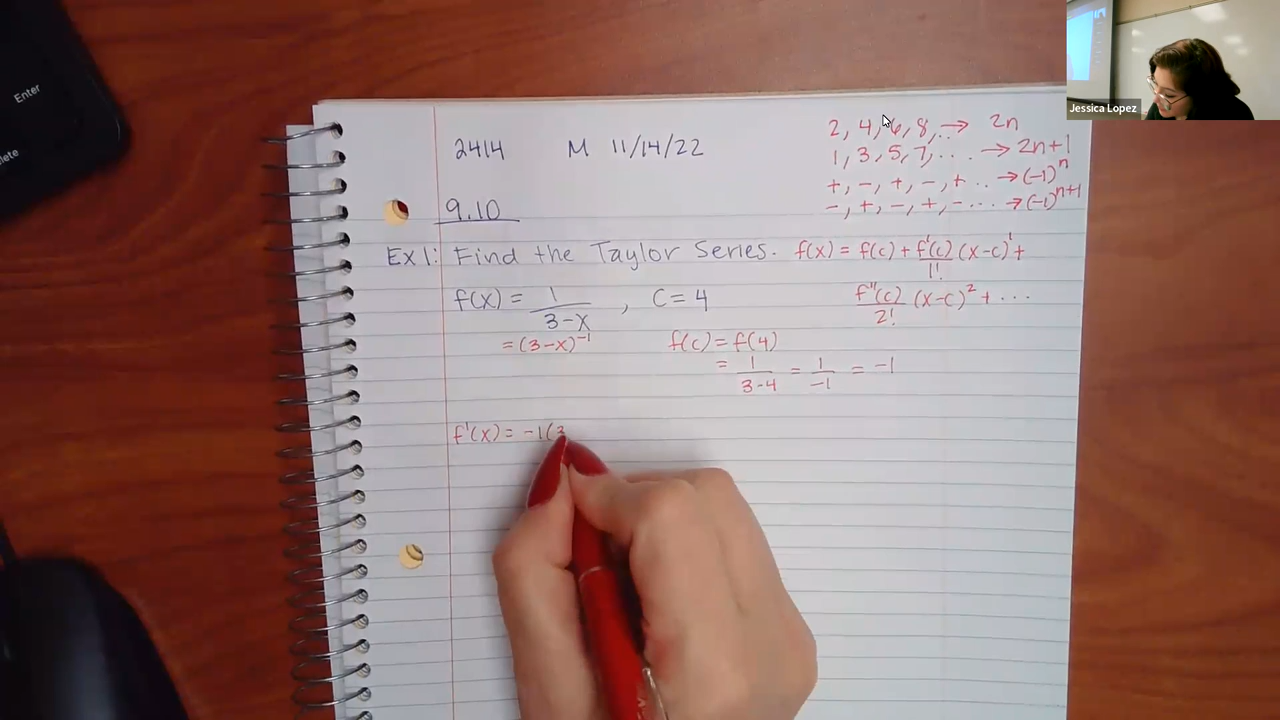 Enter
lete
Jessica Lopez
2414 M 11/14/22
2, 4, 6, 8, ... → 2n
1, 3, 5, 7, ... → 2n+1
+, -, +, -, + .. → (-1)^n
-, +, -, +, - ... → (-1)^{n+1}
9.10
Ex 1: Find the Taylor Series. f(x) = f(c) + f'(c)/1! (x-c)^1 +
f''(c)/2! (x-c)^2 + ...
f(x) = 1/(3-x) , C = 4
= (3-x)^{-1}
f(c) = f(4)
= 1/(3-4) = 1/-1 = -1
f'(x) = -1(3